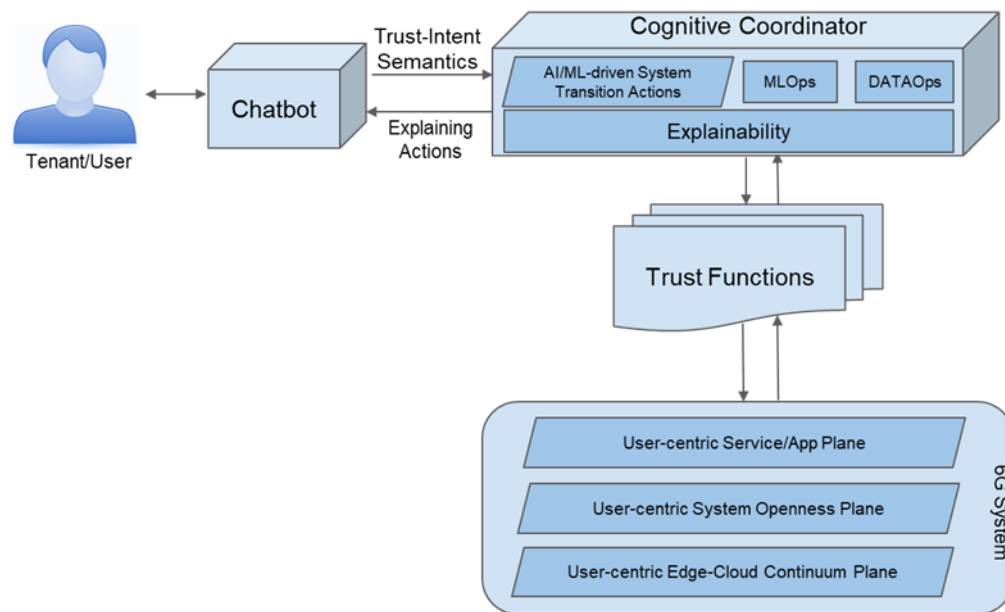 Tenant/User
Chatbot
Trust-Intent
Semantics
Explaining
Actions
Cognitive Coordinator
AI/ML-driven System
Transition Actions
MLOps
DATAOps
Explainability
Trust Functions
User-centric Service/App Plane
User-centric System Openness Plane
User-centric Edge-Cloud Continuum Plane
6G System